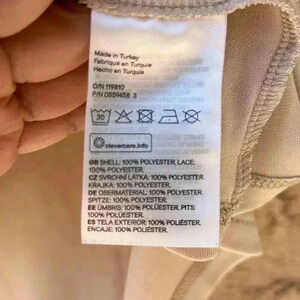 Made in Turkey
Fabriqué en Turquie
Hecho en Turquía
O/N 119810
P/N 0859458 3
30
clevercare.info
GB SHELL: 100% POLYESTER, LACE:
100% POLYESTER.
CZ SVRCHNÍ LÁTKA: 100% POLYESTER,
KRAJKA: 100% POLYESTER.
DE OBERMATERIAL: 100% POLYESTER,
SPITZE: 100% POLYESTER.
EE ÜMBRIS: 100% POLÜESTER, PITS:
100% POLÜESTER.
ES TELA EXTERIOR: 100% POLIÉSTER,
ENCAJE: 100% POLIÉSTER.